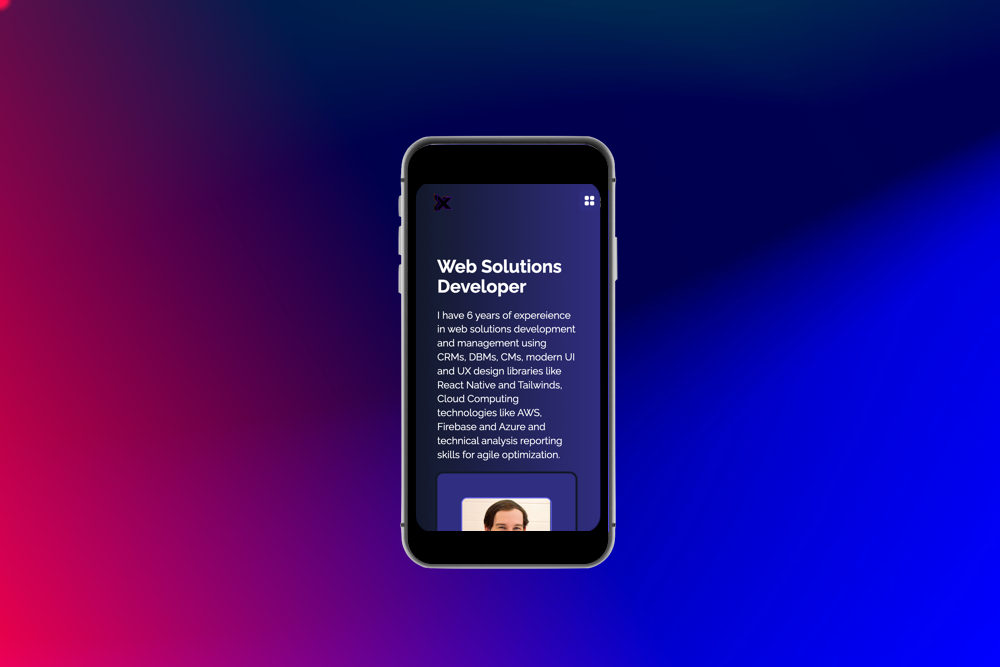 Web Solutions
Developer
I have 6 years of expereience
in web solutions development
and management using
CRMs, DBMs, CMs, modern UI
and UX design libraries like
React Native and Tailwinds,
Cloud Computing
technologies like AWS,
Firebase and Azure and
technical analysis reporting
skills for agile optimization.